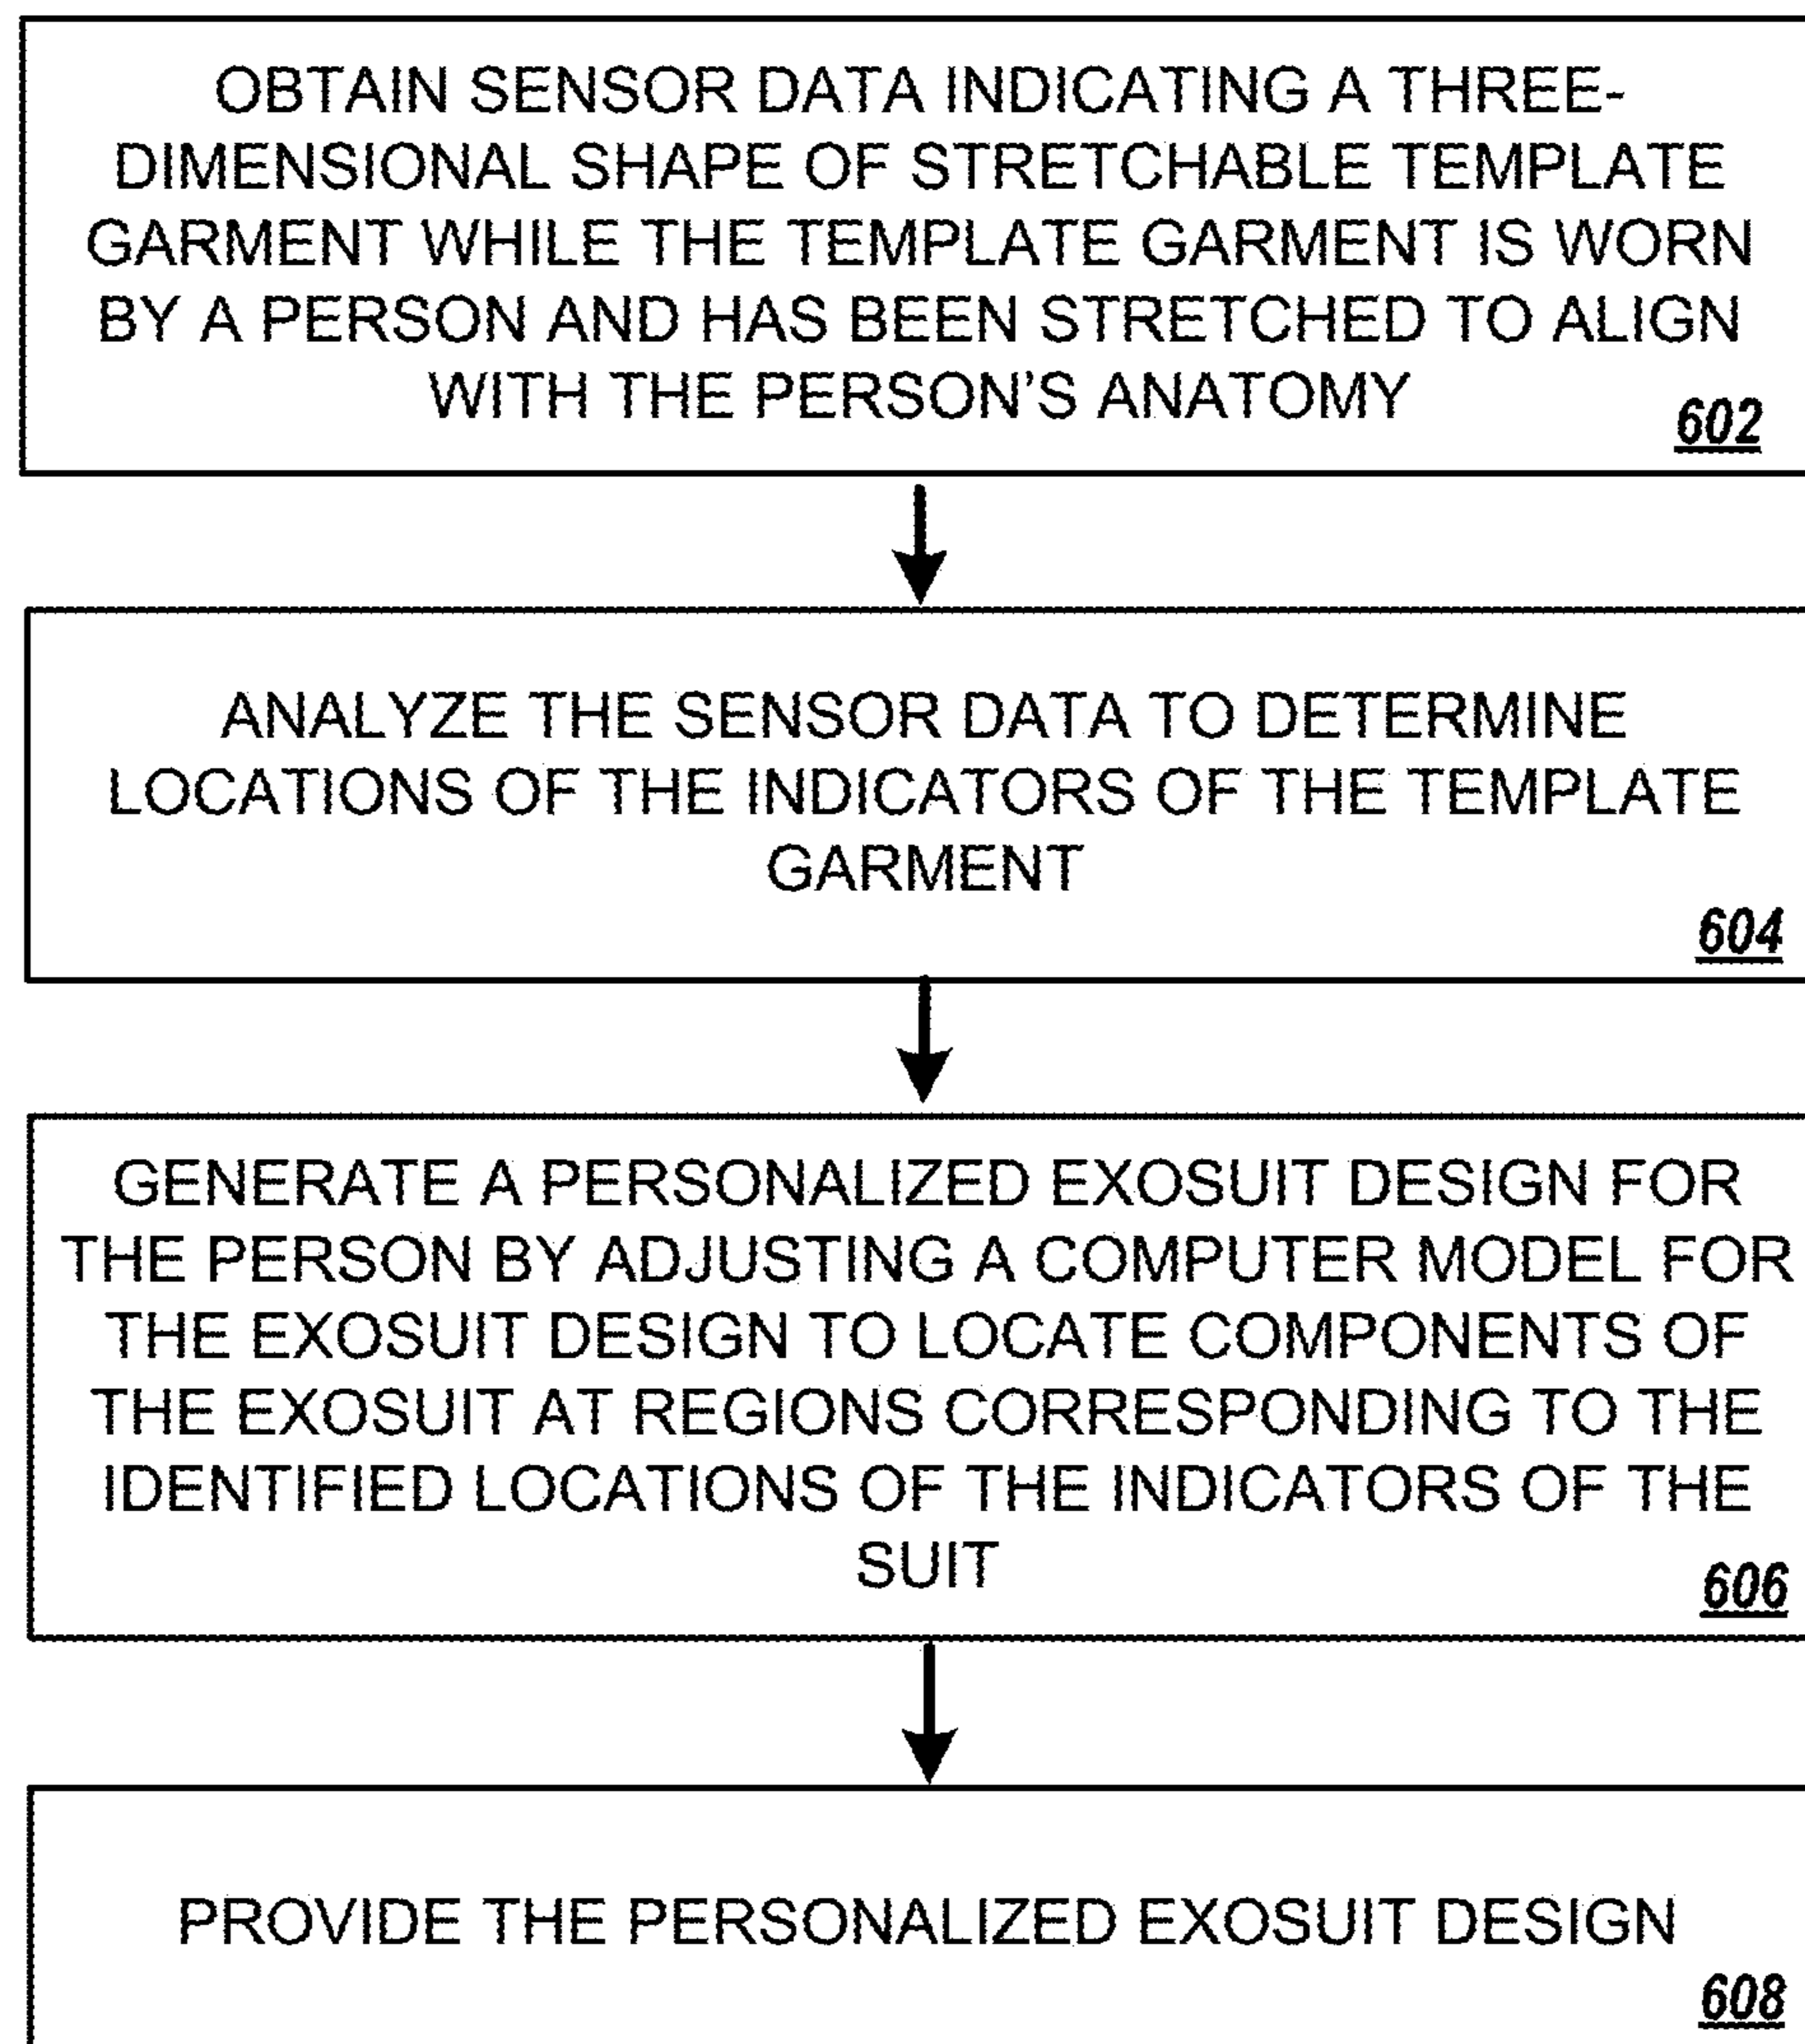 OBTAIN SENSOR DATA INDICATING A THREE-
DIMENSIONAL SHAPE OF STRETCHABLE TEMPLATE
GARMENT WHILE THE TEMPLATE GARMENT IS WORN
BY A PERSON AND HAS BEEN STRETCHED TO ALIGN
WITH THE PERSON'S ANATOMY
602
ANALYZE THE SENSOR DATA TO DETERMINE
LOCATIONS OF THE INDICATORS OF THE TEMPLATE
GARMENT
604
GENERATE A PERSONALIZED EXOSUIT DESIGN FOR
THE PERSON BY ADJUSTING A COMPUTER MODEL FOR
THE EXOSUIT DESIGN TO LOCATE COMPONENTS OF
THE EXOSUIT AT REGIONS CORRESPONDING TO THE
IDENTIFIED LOCATIONS OF THE INDICATORS OF THE
SUIT
606
PROVIDE THE PERSONALIZED EXOSUIT DESIGN
608